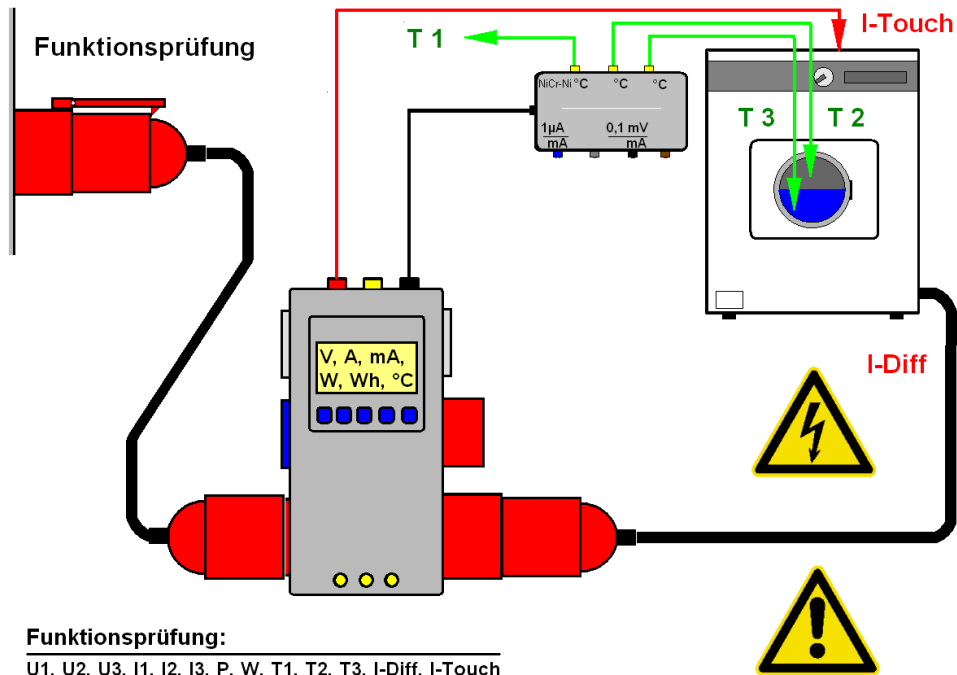 Funktionsprüfung
T 1
I-Touch
NiCr-Ni °C °C °C
1µA 0,1 mV
mA mA
T 3 T 2
V, A, mA,
W, Wh, °C
I-Diff
Funktionsprüfung:
U1, U2, U3, I1, I2, I3, P, W, T1, T2, T3, I-Diff, I-Touch